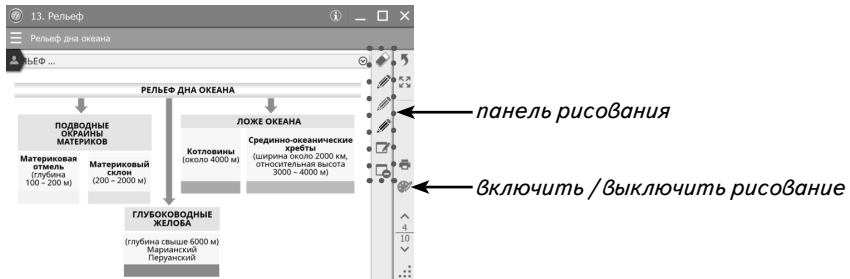 13. Рельеф
Рельеф дна океана
ЬЕФ ...
РЕЛЬЕФ ДНА ОКЕАНА
ПОДВОДНЫЕ
ОКРАИНЫ
МАТЕРИКОВ
Материковая
отмель
(глубина
100 – 200 м)
Материковый
склон
(200 – 2000 м)
ЛОЖЕ ОКЕАНА
Котловины
(около 4000 м)
Срединно-океанические
хребты
(ширина около 2000 км,
относительная высота
3000 – 4000 м)
ГЛУБОКОВОДНЫЕ
ЖЕЛОБА
(глубина свыше 6000 м)
Марианский
Перуанский
4
10
панель рисования
включить / выключить рисование